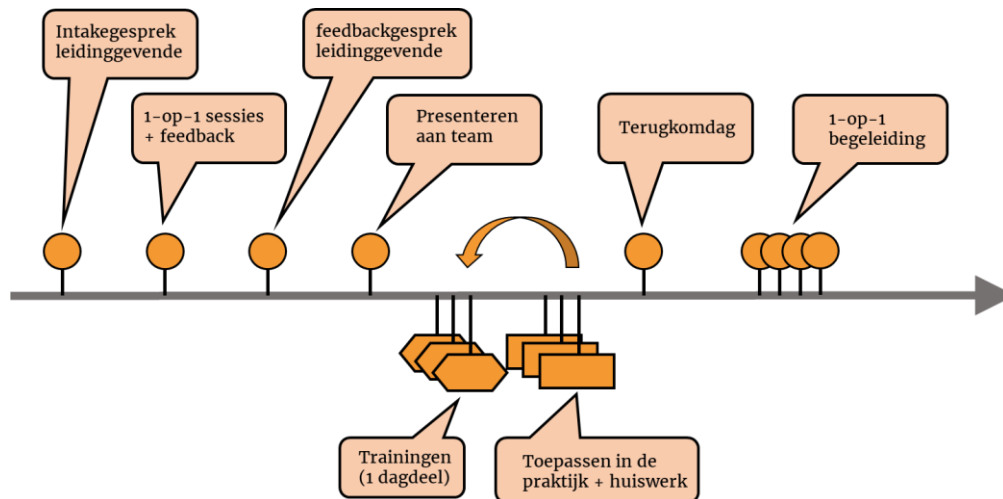 Intakegesprek
leidinggevende
1-op-1 sessies
+ feedback
feedbackgesprek
leidinggevende
Presenteren
aan team
Terugkomdag
1-op-1
begeleiding
Trainingen
(1 dagdeel)
Toepassen in de
praktijk + huiswerk